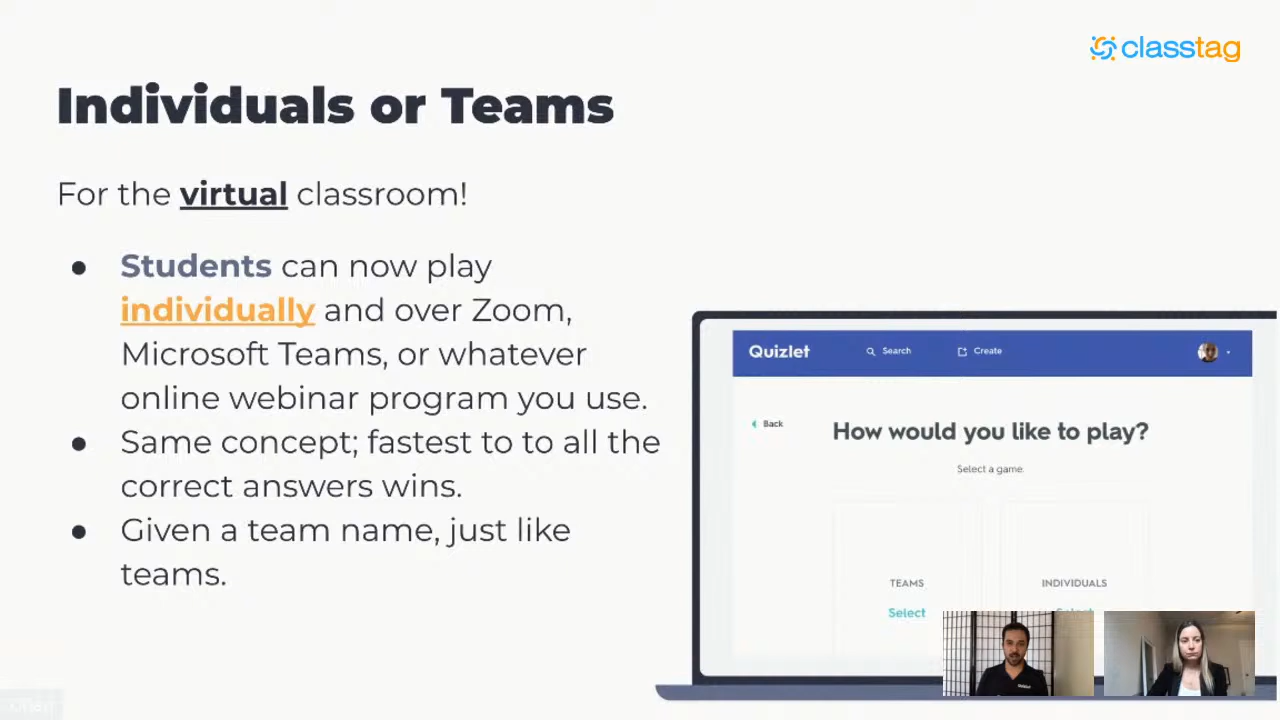 classtag
Individuals or Teams
For the virtual classroom!
● Students can now play
individually and over Zoom,
Microsoft Teams, or whatever
online webinar program you use.
● Same concept; fastest to to all the
correct answers wins.
● Given a team name, just like
teams.
Quizlet Search Create
Back
How would you like to play?
Select a game.
TEAMS INDIVIDUALS
Select Select